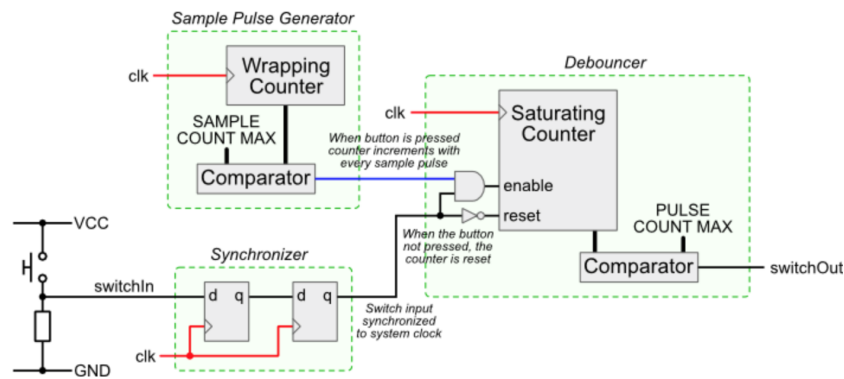 Sample Pulse Generator
clk
Wrapping
Counter
SAMPLE
COUNT MAX
Comparator
When button is pressed
counter increments with
every sample pulse
Debouncer
clk
Saturating
Counter
enable
reset
When the button
not pressed, the
counter is reset
PULSE
COUNT MAX
Comparator
switchOut
VCC
switchIn
GND
Synchronizer
d q
d q
clk
Switch input
synchronized
to system clock